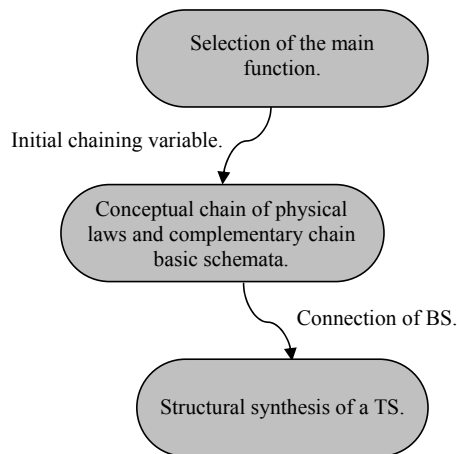 Selection of the main
function.
Initial chaining variable.
Conceptual chain of physical
laws and complementary chain
basic schemata.
Connection of BS.
Structural synthesis of a TS.